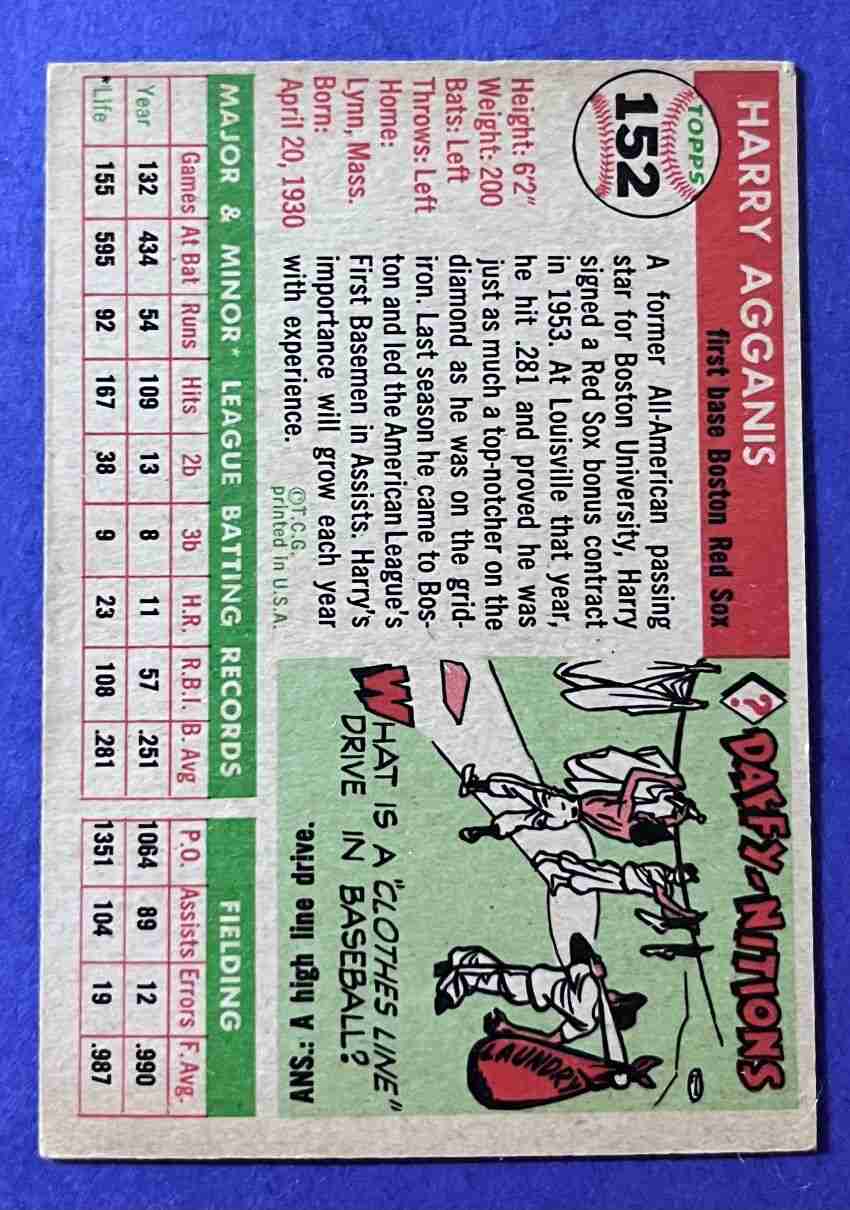 TOPPS
152
HARRY AGGANIS
first base Boston Red Sox
Height: 6'2"
Weight: 200
Bats: Left
Throws: Left
Home:
Lynn, Mass.
Born:
April 20, 1930
A former All-American passing
star for Boston University, Harry
signed a Red Sox bonus contract
in 1953. At Louisville that year,
he hit .281 and proved he was
just as much a top-notcher on the
diamond as he was on the grid-
iron. Last season he came to Bos-
ton and led the American League's
First Basemen in Assists. Harry's
importance will grow each year
with experience.
©T.C.G.
printed in U.S.A.
? DAFFY-NITIONS
LAUNDRY
WHAT IS A "CLOTHES LINE"
DRIVE IN BASEBALL?
ANS.: A high line drive.
MAJOR & MINOR* LEAGUE BATTING RECORDS FIELDING
Games At Bat Runs Hits 2b 3b H.R. R.B.I. B. Avg P.O. Assists Errors F. Avg.
Year 132 434 54 109 13 8 11 57 .251 1064 89 12 .990
*Life 155 595 92 167 38 9 23 108 .281 1351 104 19 .987